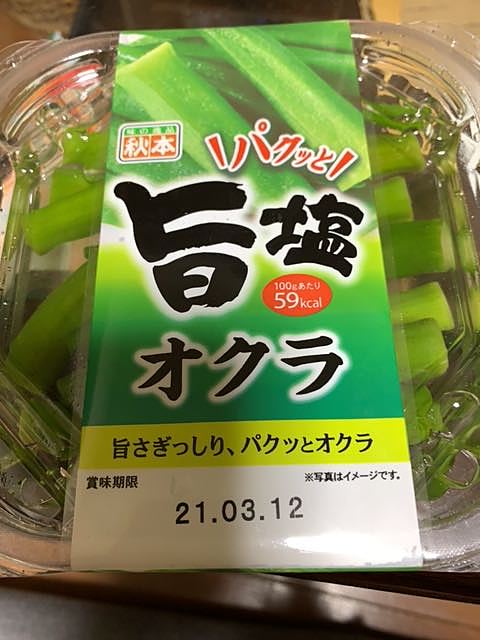 味の逸品
秋本
パクッと
旨塩
100gあたり
59kcal
オクラ
旨さぎっしり、パクッとオクラ
賞味期限
※写真はイメージです。
21.03.12